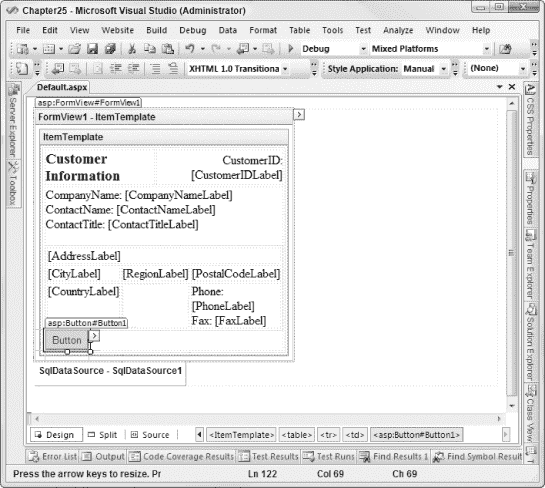 Chapter25 - Microsoft Visual Studio (Administrator)
File Edit View Website Build Debug Data Format Table Tools Test Analyze Window Help
Debug Mixed Platforms
XHTML 1.0 Transitiona Style Application: Manual (None)
Server Explorer
Toolbox
Default.aspx
asp:FormView#FormView1
FormView1 - ItemTemplate
ItemTemplate
Customer Information
CustomerID: [CustomerIDLabel]
CompanyName: [CompanyNameLabel]
ContactName: [ContactNameLabel]
ContactTitle: [ContactTitleLabel]
[AddressLabel]
[CityLabel] [RegionLabel] [PostalCodeLabel]
[CountryLabel] Phone:
[PhoneLabel]
Fax: [FaxLabel]
asp:Button#Button1
Button
SqlDataSource - SqlDataSource1
CSS Properties
Properties
Team Explorer
Solution Explorer
Class View
Design Split Source <ItemTemplate> <table> <tr> <td> <asp:Button#Button1>
Error List Output Code Coverage Results Test Results Test Runs Find Results 1 Find Symbol Result
Press the arrow keys to resize. Pr Ln 122 Col 69 Ch 69